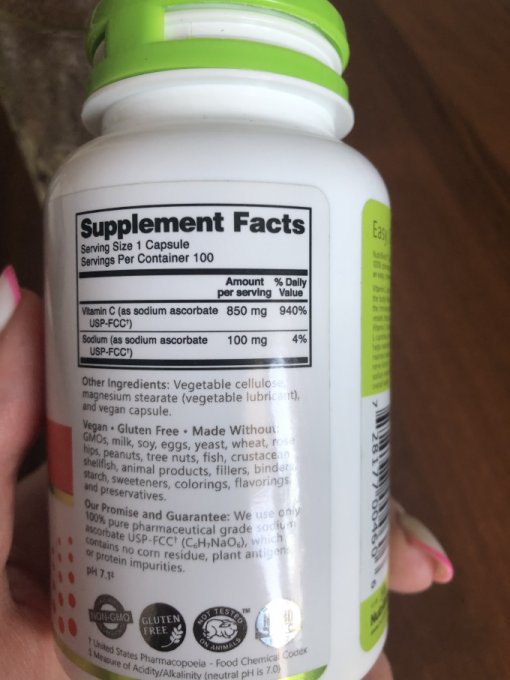 Supplement Facts
Serving Size 1 Capsule
Servings Per Container 100
Amount % Daily
per serving Value
Vitamin C (as sodium ascorbate 850 mg 940%
USP-FCC†)
Sodium (as sodium ascorbate 100 mg 4%
USP-FCC†)
Other Ingredients: Vegetable cellulose,
magnesium stearate (vegetable lubricant),
and vegan capsule.
Vegan • Gluten Free • Made Without:
GMOs, milk, soy, eggs, yeast, wheat, rose
hips, peanuts, tree nuts, fish, crustacean
shellfish, animal products, fillers, binders,
starch, sweeteners, colorings, flavorings,
and preservatives.
Our Promise and Guarantee: We use only
100% pure pharmaceutical grade sodium
ascorbate USP-FCC† (C₆H₇NaO₆), which
contains no corn residue, plant antigens
or protein impurities.
pH 7.1‡
NON-GMO
GLUTEN
FREE
NOT TESTED
ON ANIMALS
† United States Pharmacopoeia - Food Chemical Codex
‡ Measure of Acidity/Alkalinity (neutral pH is 7.0)
Easy